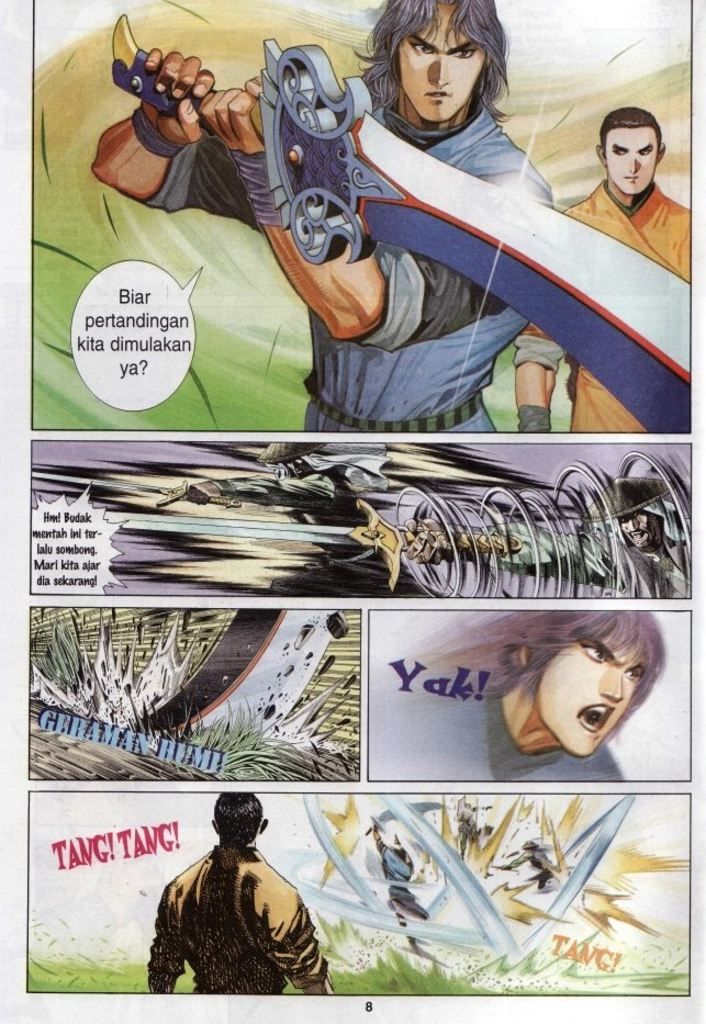 Biar
pertandingan
kita dimulakan
ya?
Hm! Budak
mentah ini ter-
lalu sombong.
Mari kita ajar
dia sekarang!
GERAMAN BUMI!
Yak!
TANG! TANG!
TANG!
8